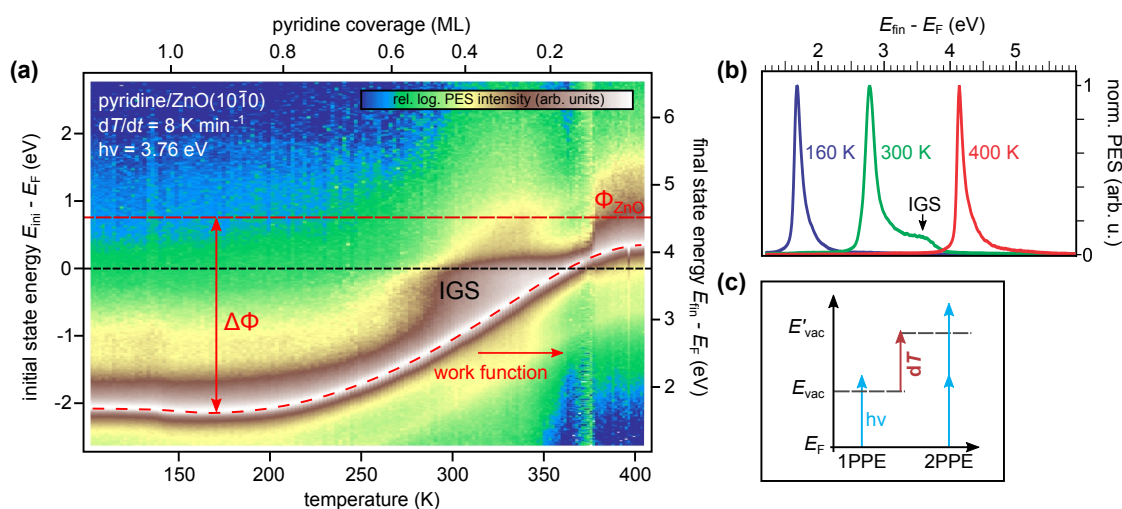 pyridine coverage (ML)
1.0 0.8 0.6 0.4 0.2
(a)
pyridine/ZnO(101̄0)
dT/dt = 8 K min⁻¹
hν = 3.76 eV
rel. log. PES intensity (arb. units)
initial state energy E_ini - E_F (eV)
2
1
0
-1
-2
Φ_ZnO
ΔΦ
IGS
work function
6
5
4
3
2
final state energy E_fin - E_F (eV)
150 200 250 300 350 400
temperature (K)
(b)
E_fin - E_F (eV)
2 3 4 5
160 K 300 K 400 K
IGS
1
0
norm. PES (arb. u.)
(c)
E'_vac
E_vac
E_F
dT
hν
1PPE 2PPE